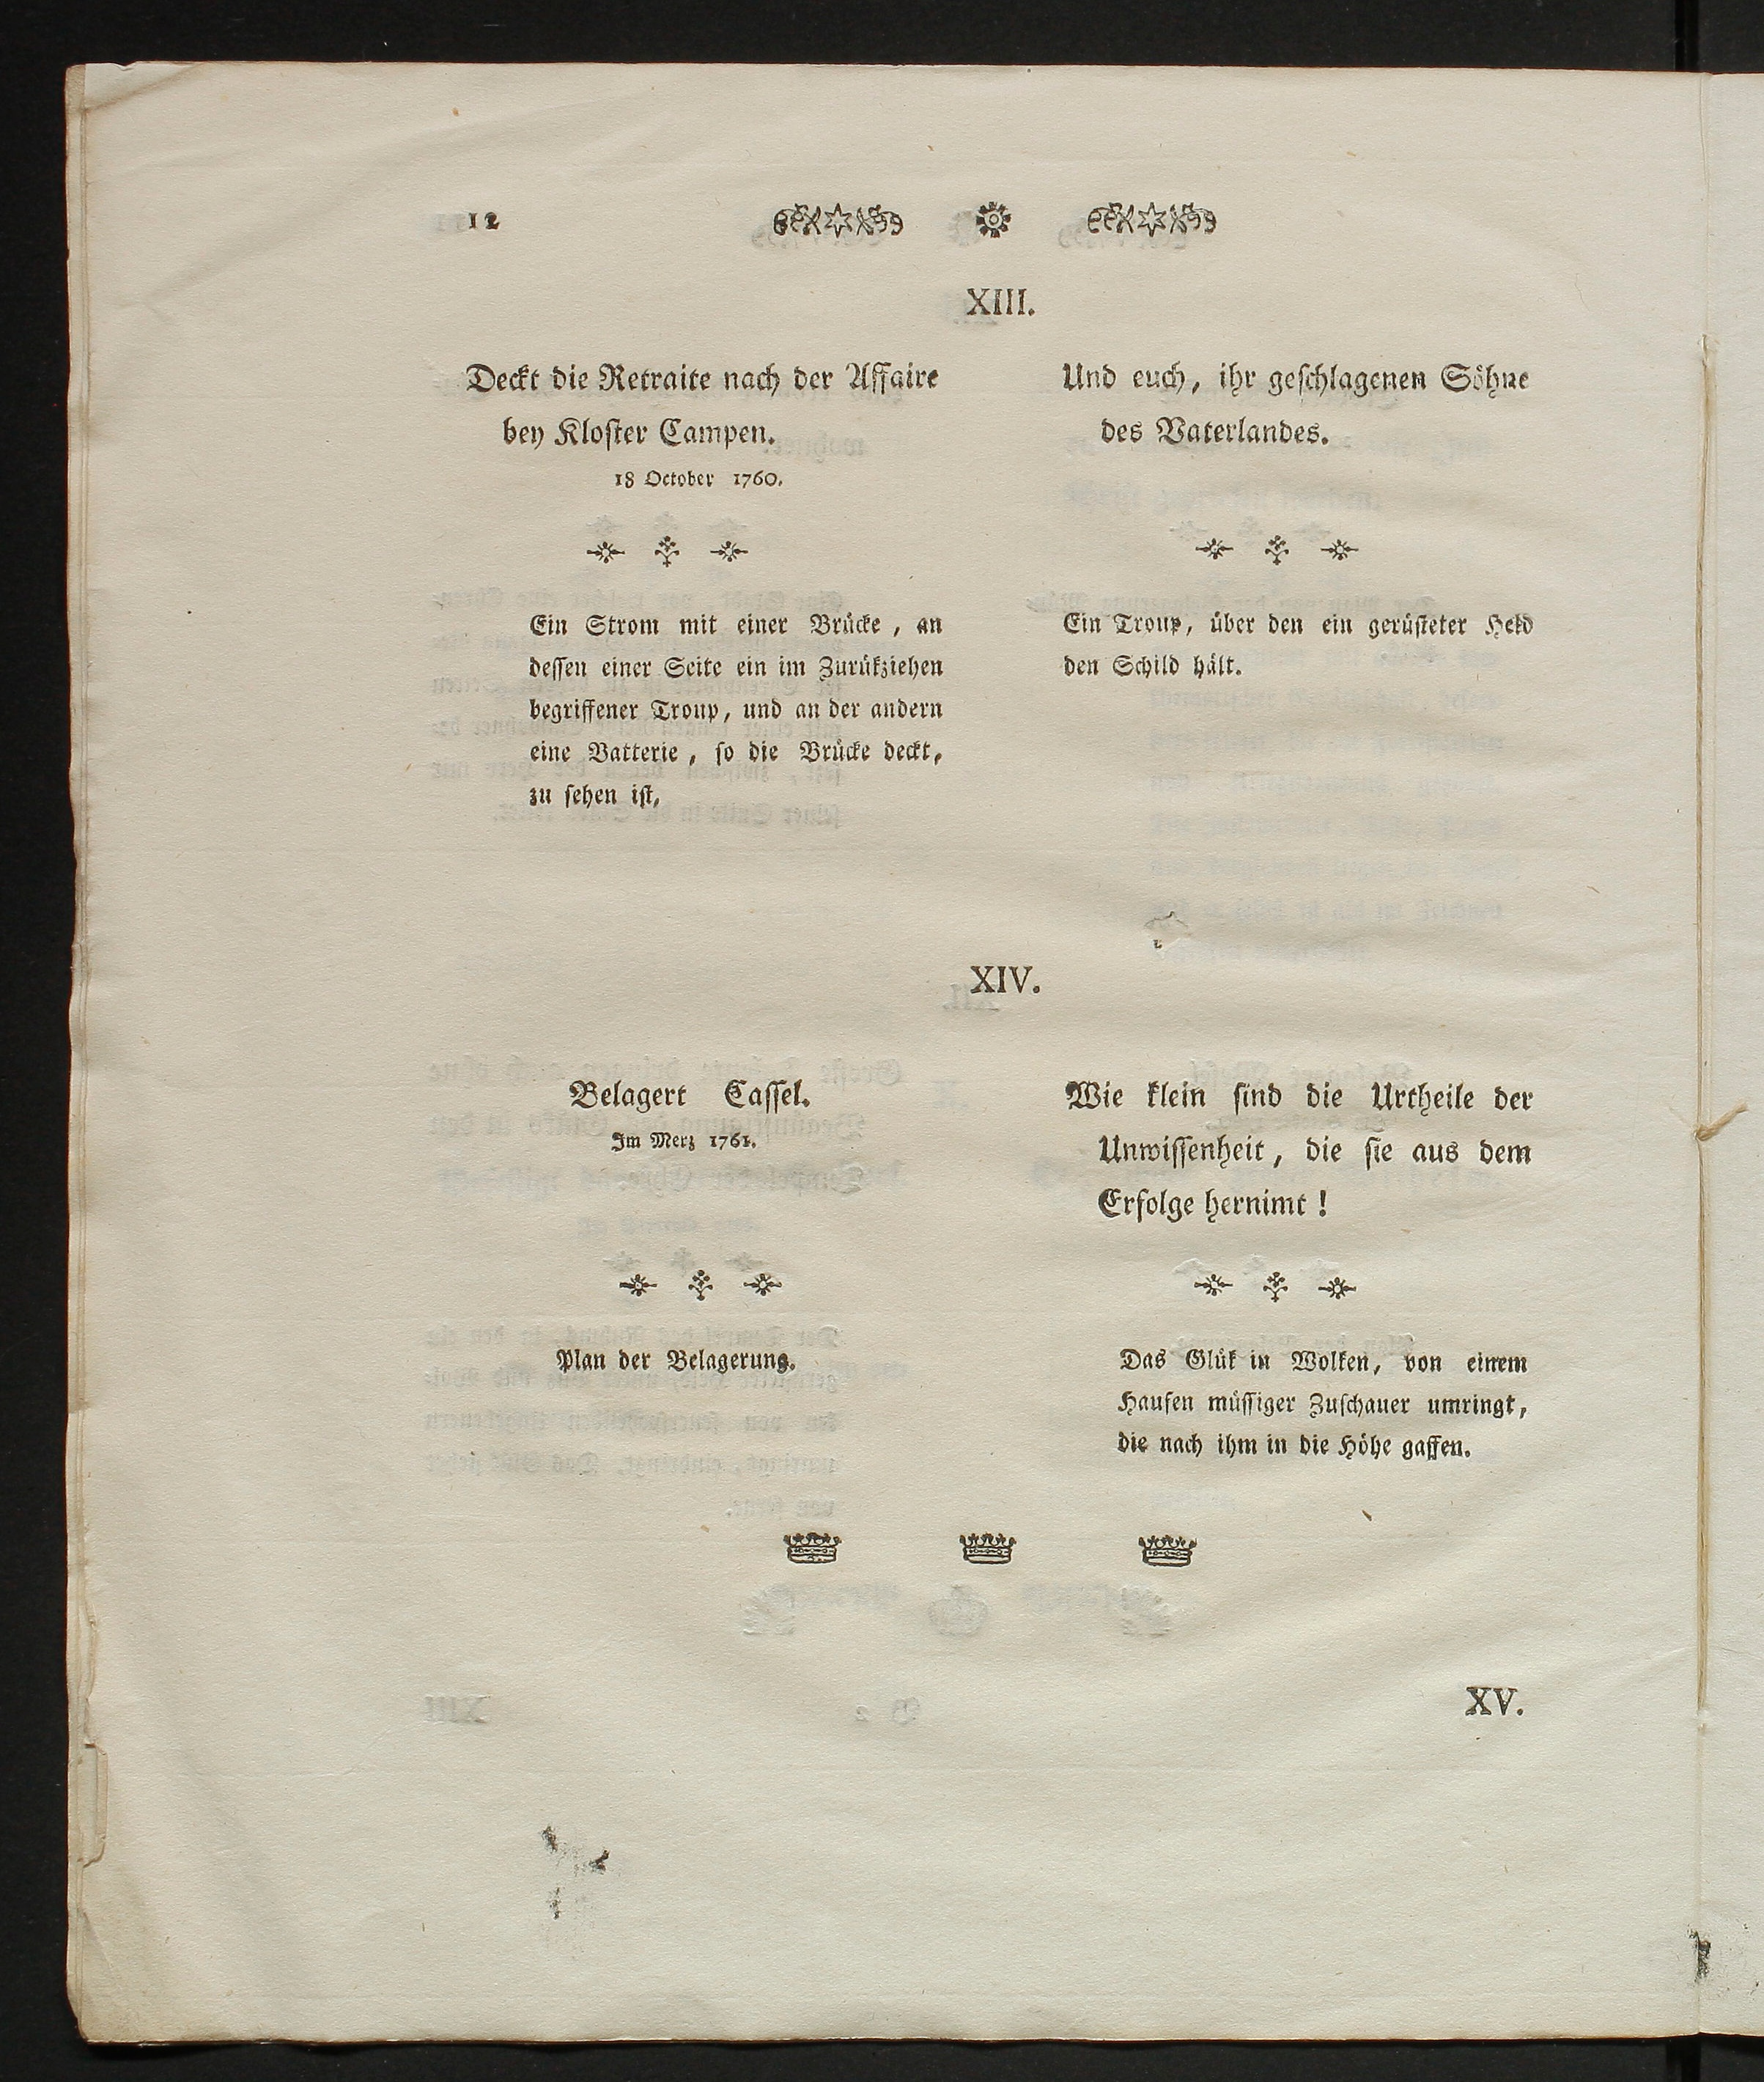 12
XIII.
Deckt die Retraite nach der Affaire
bey Kloster Campen.
18 October 1760.
Ein Strom mit einer Brücke, an
dessen einer Seite ein im Zurükziehen
begriffener Troup, und an der andern
eine Batterie, so die Brücke deckt,
zu sehen ist,
Und euch, ihr geschlagenen Söhne
des Vaterlandes.
Ein Troup, über den ein gerüsteter Held
den Schild hält.
XIV.
Belagert Cassel.
Im Merz 1761.
Plan der Belagerung.
Wie klein sind die Urtheile der
Unwissenheit, die sie aus dem
Erfolge hernimt!
Das Glük in Wolken, von einem
Haufen müssiger Zuschauer umringt,
die nach ihm in die Höhe gaffen.
XV.